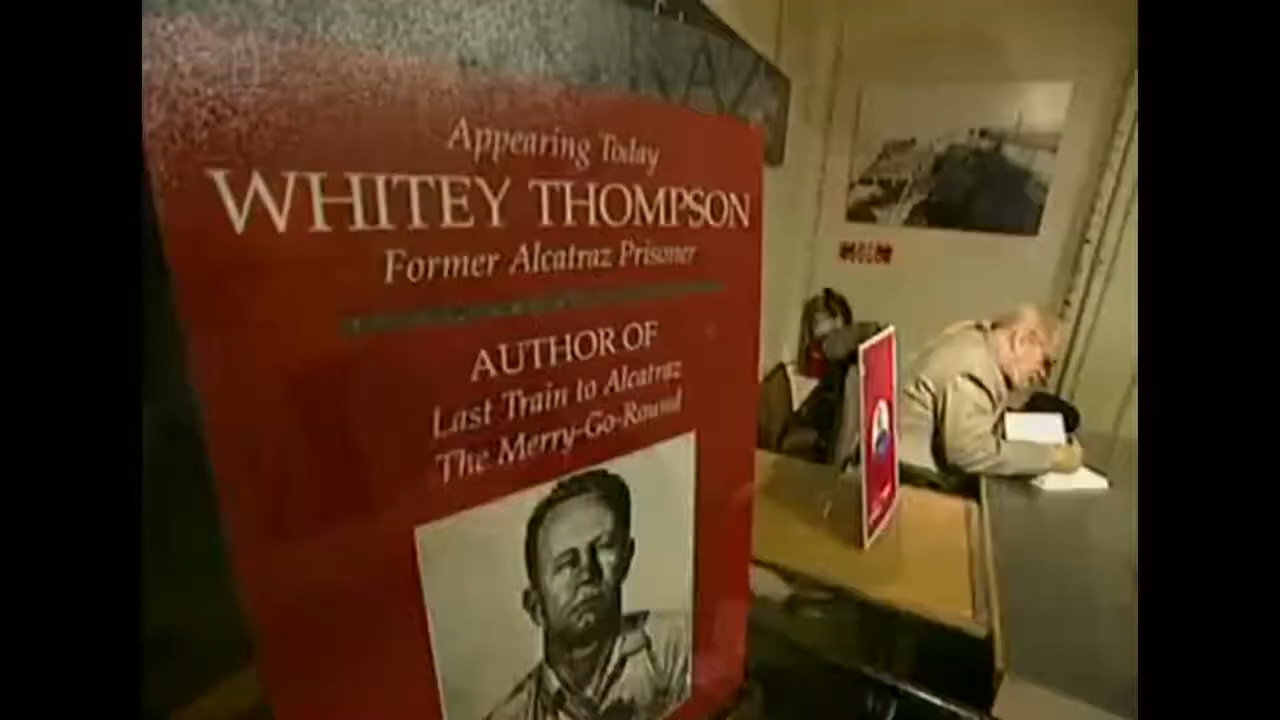 Appearing Today
WHITEY THOMPSON
Former Alcatraz Prisoner
AUTHOR OF
Last Train to Alcatraz
The Merry-Go-Round